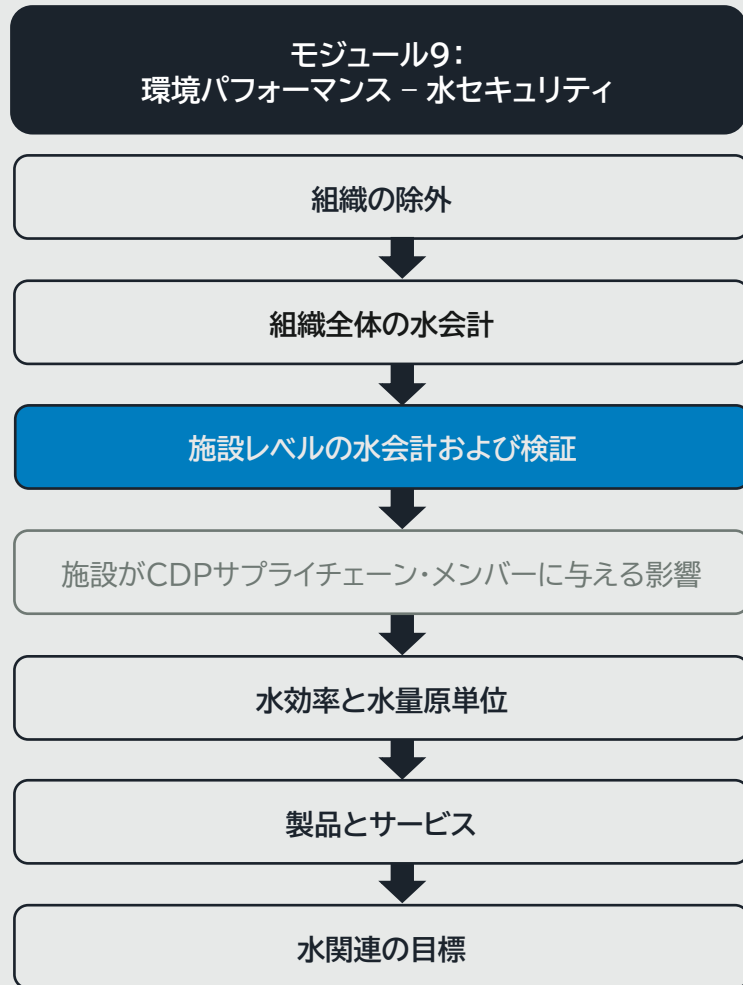 モジュール9:
環境パフォーマンス – 水セキュリティ
組織の除外
組織全体の水会計
施設レベルの水会計および検証
施設がCDPサプライチェーン・メンバーに与える影響
水効率と水量原単位
製品とサービス
水関連の目標